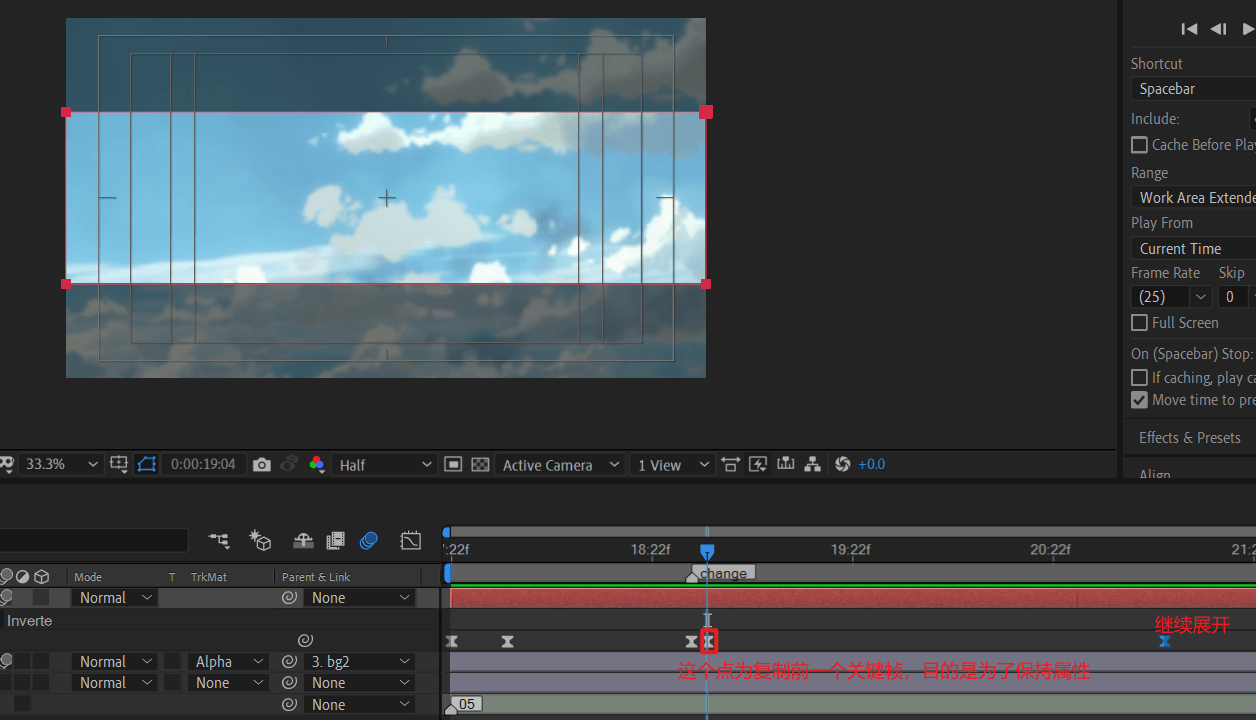 Shortcut
Spacebar
Include:
Cache Before Pla
Range
Work Area Extende
Play From
Current Time
Frame Rate Skip
(25) 0
Full Screen
On (Spacebar) Stop:
If caching, play ca
Move time to pre
Effects & Presets
Align
33.3% 0:00:19:04 Half Active Camera 1 View +0.0
:22f 18:22f 19:22f 20:22f 21:2
change
Mode T TrkMat Parent & Link
Normal None
Inverte
继续展开
Normal Alpha 3. bg2
这个点为复制前一个关键帧，目的是为了保持属性
Normal None None
None 05